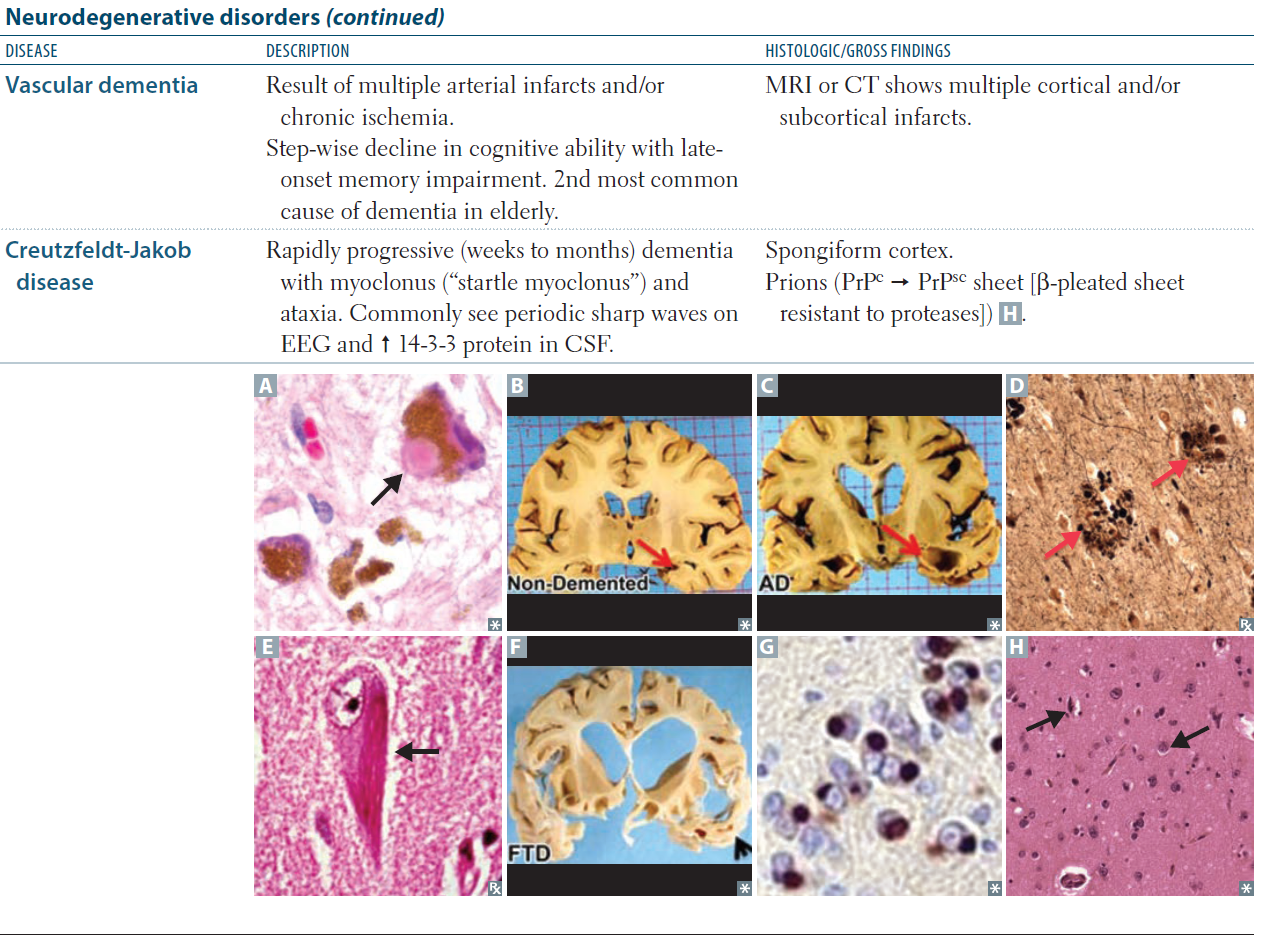 Neurodegenerative disorders (continued)
DISEASE DESCRIPTION HISTOLOGIC/GROSS FINDINGS
Vascular dementia
Result of multiple arterial infarcts and/or
chronic ischemia.
Step-wise decline in cognitive ability with late-
onset memory impairment. 2nd most common
cause of dementia in elderly.
MRI or CT shows multiple cortical and/or
subcortical infarcts.
Creutzfeldt-Jakob
disease
Rapidly progressive (weeks to months) dementia
with myoclonus (“startle myoclonus”) and
ataxia. Commonly see periodic sharp waves on
EEG and ↑ 14-3-3 protein in CSF.
Spongiform cortex.
Prions (PrPᶜ → PrPˢᶜ sheet [β-pleated sheet
resistant to proteases]) H.
A B C D
Non-Demented AD
* * * ℞
E F G H
FTD
℞ * * *